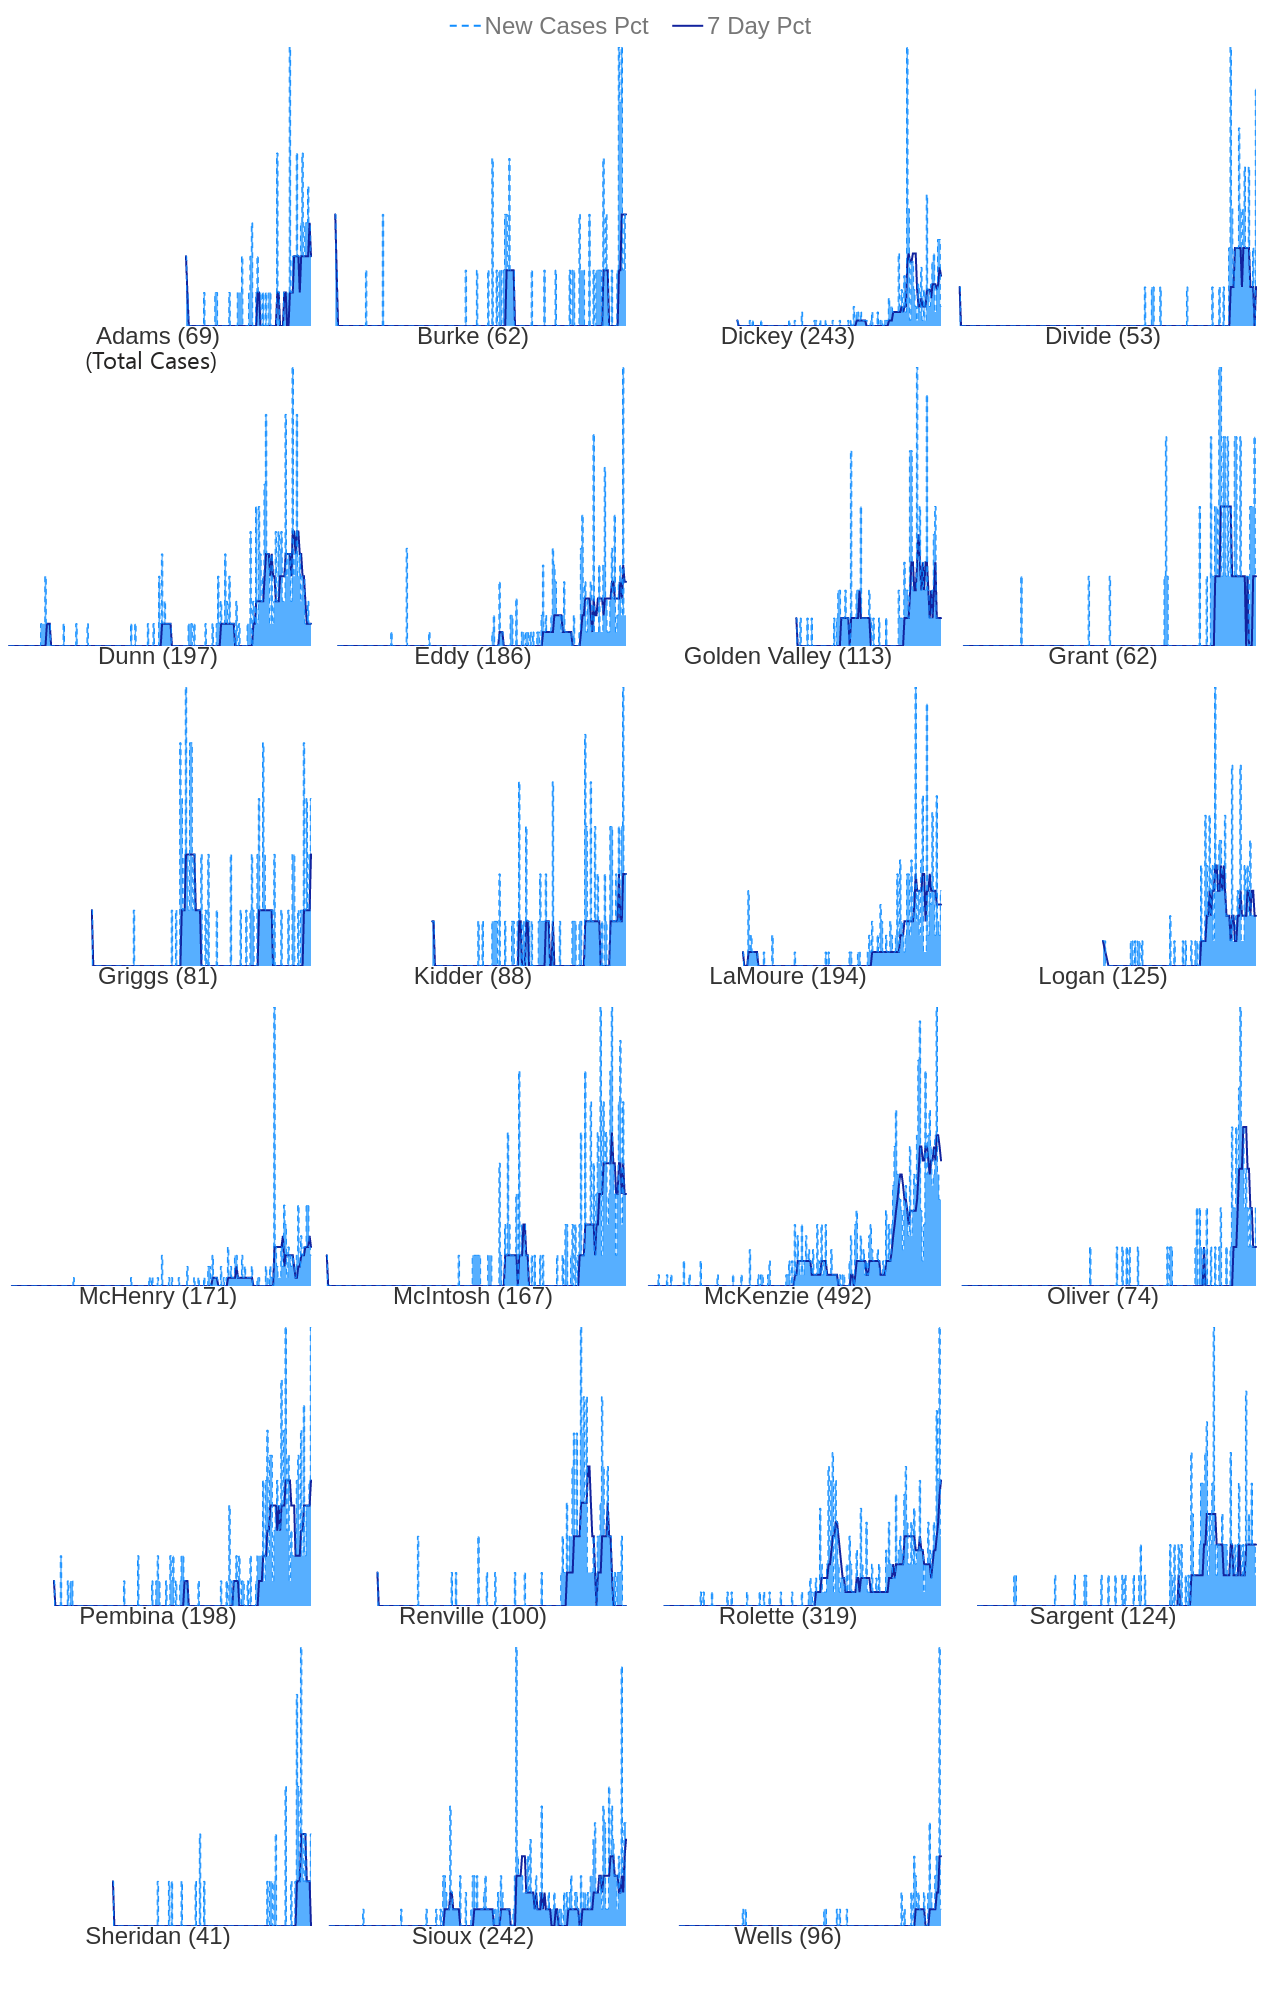 New Cases Pct 7 Day Pct
Adams (69) Burke (62) Dickey (243) Divide (53)
(Total Cases)
Dunn (197) Eddy (186) Golden Valley (113) Grant (62)
Griggs (81) Kidder (88) LaMoure (194) Logan (125)
McHenry (171) McIntosh (167) McKenzie (492) Oliver (74)
Pembina (198) Renville (100) Rolette (319) Sargent (124)
Sheridan (41) Sioux (242) Wells (96)